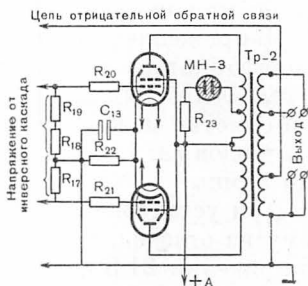 Цепь отрицательной обратной связи
R20
МН-3
Тр-2
C13
R19
R23
R18
R22
R17
R21
Напряжение от
инверсного каскада
Выход
+А